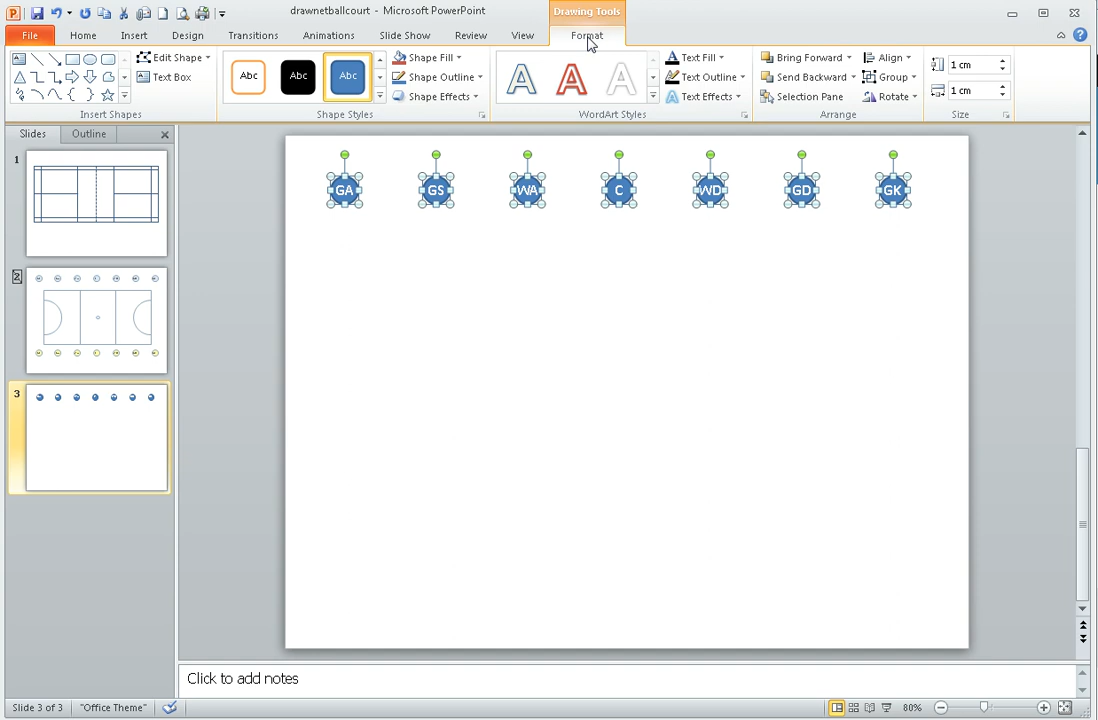 drawnetballcourt - Microsoft PowerPoint
Drawing Tools
File Home Insert Design Transitions Animations Slide Show Review View Format
Edit Shape
Text Box
Insert Shapes
Abc Abc Abc
Shape Fill
Shape Outline
Shape Effects
Shape Styles
A A A
Text Fill
Text Outline
Text Effects
WordArt Styles
Bring Forward
Send Backward
Selection Pane
Align
Group
Rotate
Arrange
1 cm
1 cm
Size
Slides Outline
1
2
3
GA GS WA C WD GD GK
Click to add notes
Slide 3 of 3 "Office Theme" 80%